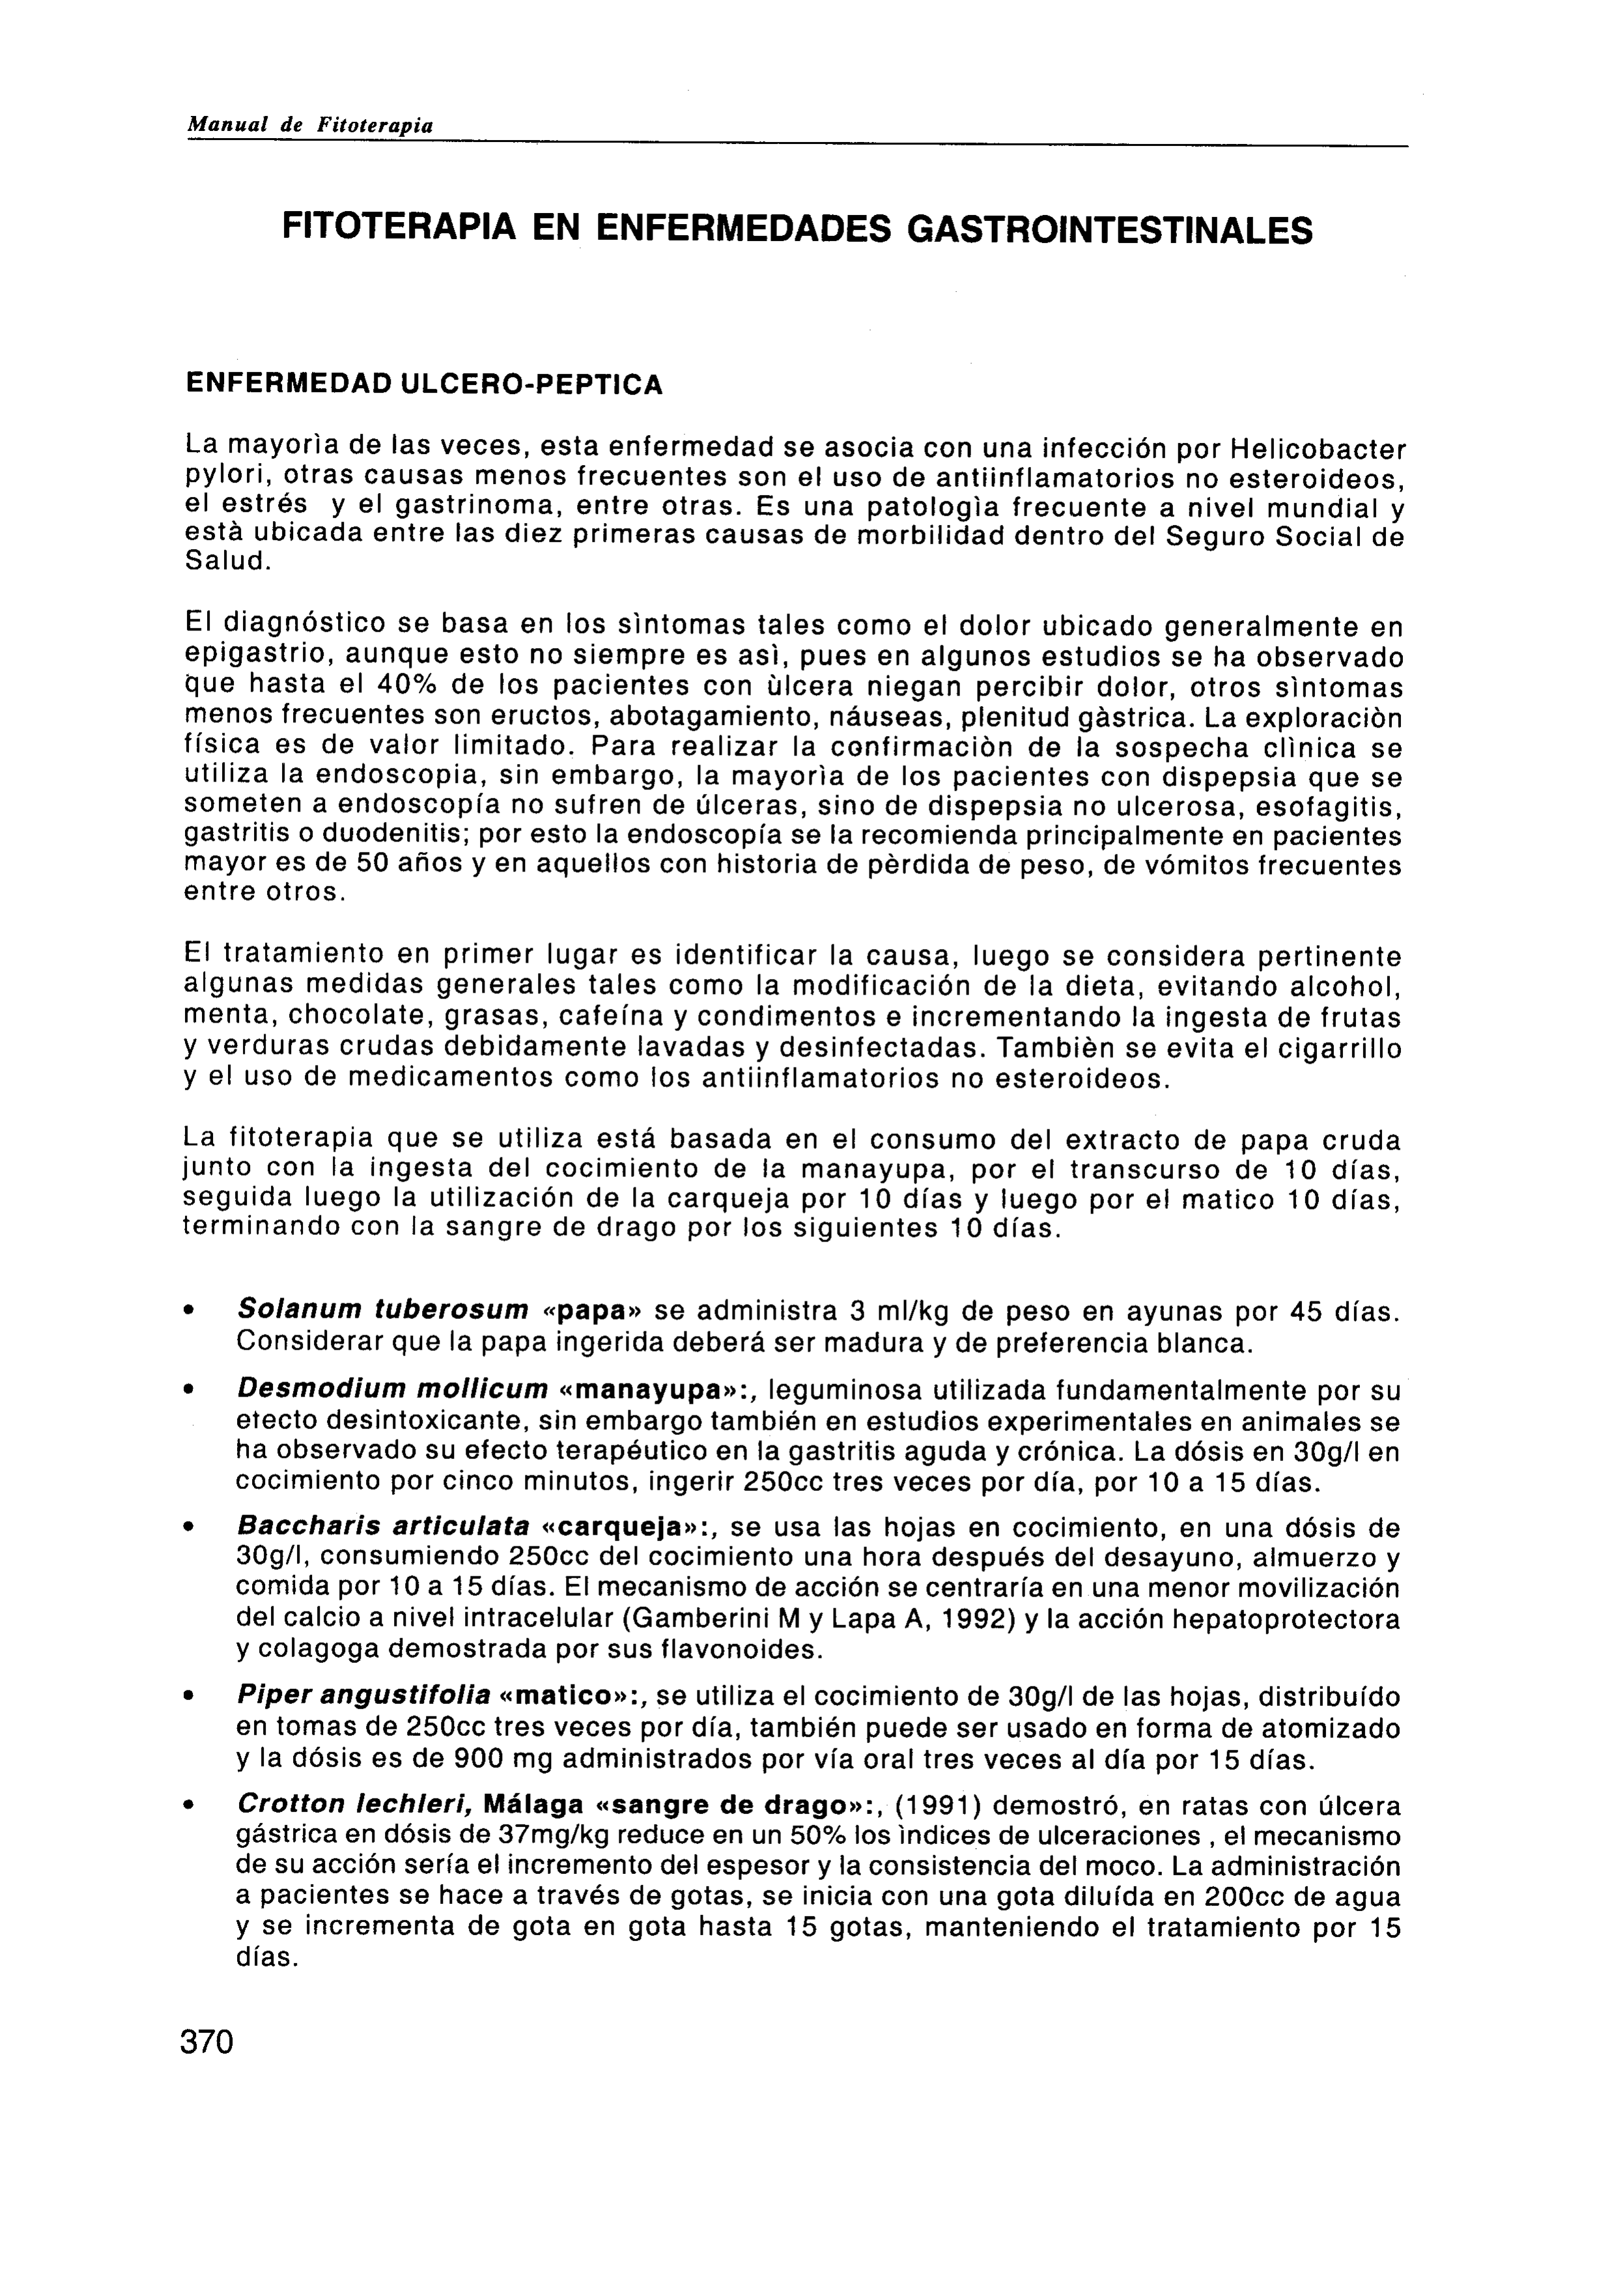 Manual de Fitoterapia
FITOTERAPIA EN ENFERMEDADES GASTROINTESTINALES
ENFERMEDAD ULCERO-PEPTICA
La mayorìa de las veces, esta enfermedad se asocia con una infección por Helicobacter
pylori, otras causas menos frecuentes son el uso de antiinflamatorios no esteroideos,
el estrés y el gastrinoma, entre otras. Es una patologìa frecuente a nivel mundial y
està ubicada entre las diez primeras causas de morbilidad dentro del Seguro Social de
Salud.
El diagnóstico se basa en los sìntomas tales como el dolor ubicado generalmente en
epigastrio, aunque esto no siempre es asì, pues en algunos estudios se ha observado
que hasta el 40% de los pacientes con ùlcera niegan percibir dolor, otros sìntomas
menos frecuentes son eructos, abotagamiento, náuseas, plenitud gàstrica. La exploraciòn
física es de valor limitado. Para realizar la confirmaciòn de la sospecha clìnica se
utiliza la endoscopia, sin embargo, la mayorìa de los pacientes con dispepsia que se
someten a endoscopía no sufren de úlceras, sino de dispepsia no ulcerosa, esofagitis,
gastritis o duodenitis; por esto la endoscopía se la recomienda principalmente en pacientes
mayor es de 50 años y en aquellos con historia de pèrdida de peso, de vómitos frecuentes
entre otros.
El tratamiento en primer lugar es identificar la causa, luego se considera pertinente
algunas medidas generales tales como la modificación de la dieta, evitando alcohol,
menta, chocolate, grasas, cafeína y condimentos e incrementando la ingesta de frutas
y verduras crudas debidamente lavadas y desinfectadas. Tambièn se evita el cigarrillo
y el uso de medicamentos como los antiinflamatorios no esteroideos.
La fitoterapia que se utiliza está basada en el consumo del extracto de papa cruda
junto con la ingesta del cocimiento de la manayupa, por el transcurso de 10 días,
seguida luego la utilización de la carqueja por 10 días y luego por el matico 10 días,
terminando con la sangre de drago por los siguientes 10 días.
• Solanum tuberosum «papa» se administra 3 ml/kg de peso en ayunas por 45 días.
Considerar que la papa ingerida deberá ser madura y de preferencia blanca.
• Desmodium mollicum «manayupa»:, leguminosa utilizada fundamentalmente por su
efecto desintoxicante, sin embargo también en estudios experimentales en animales se
ha observado su efecto terapéutico en la gastritis aguda y crónica. La dósis en 30g/l en
cocimiento por cinco minutos, ingerir 250cc tres veces por día, por 10 a 15 días.
• Baccharis articulata «carqueja»:, se usa las hojas en cocimiento, en una dósis de
30g/l, consumiendo 250cc del cocimiento una hora después del desayuno, almuerzo y
comida por 10 a 15 días. El mecanismo de acción se centraría en una menor movilización
del calcio a nivel intracelular (Gamberini M y Lapa A, 1992) y la acción hepatoprotectora
y colagoga demostrada por sus flavonoides.
• Piper angustifolia «matico»:, se utiliza el cocimiento de 30g/l de las hojas, distribuído
en tomas de 250cc tres veces por día, también puede ser usado en forma de atomizado
y la dósis es de 900 mg administrados por vía oral tres veces al día por 15 días.
• Crotton lechleri, Málaga «sangre de drago»:, (1991) demostró, en ratas con úlcera
gástrica en dósis de 37mg/kg reduce en un 50% los ìndices de ulceraciones , el mecanismo
de su acción sería el incremento del espesor y la consistencia del moco. La administración
a pacientes se hace a través de gotas, se inicia con una gota diluída en 200cc de agua
y se incrementa de gota en gota hasta 15 gotas, manteniendo el tratamiento por 15
días.
370